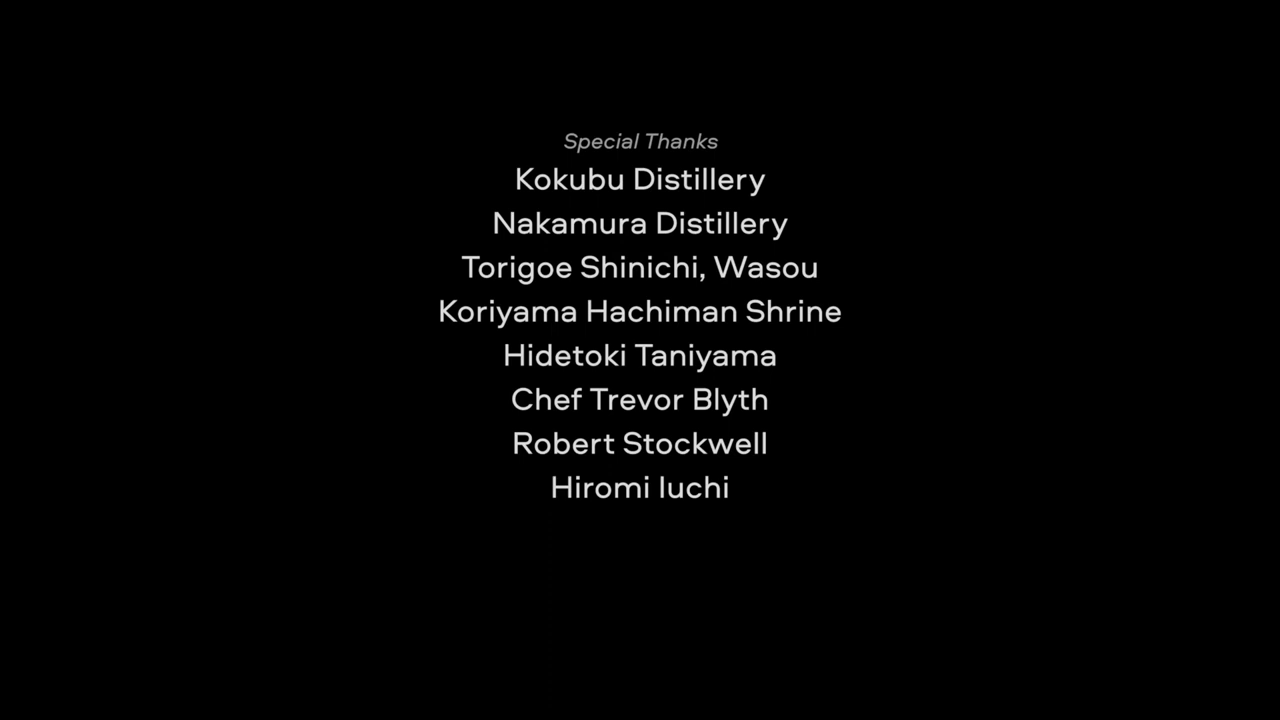 Special Thanks
Kokubu Distillery
Nakamura Distillery
Torigoe Shinichi, Wasou
Koriyama Hachiman Shrine
Hidetoki Taniyama
Chef Trevor Blyth
Robert Stockwell
Hiromi Iuchi